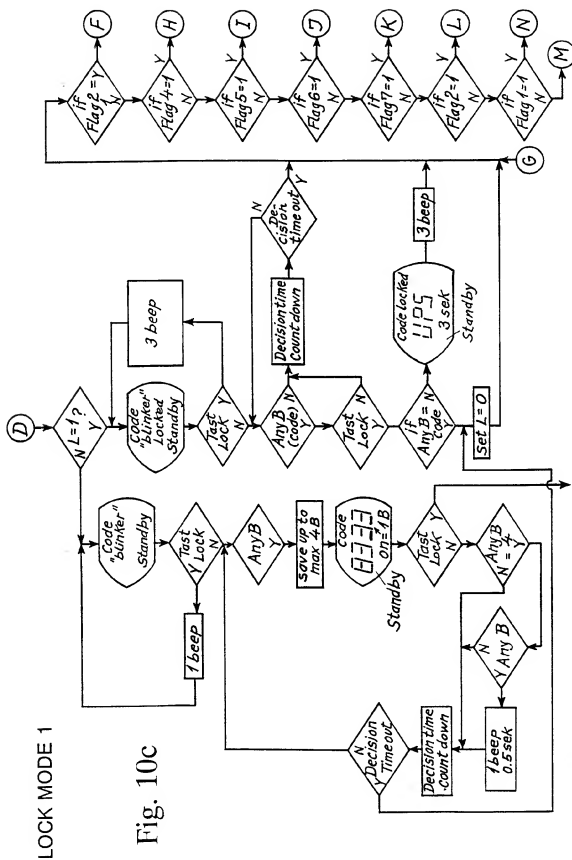 LOCK MODE 1
Fig. 10c
D
N L=1?
Y
"Code
"blinker"
Standby
Tast
Lock
Y
N
1 beep
Any B
Y
save up to
max 4B
Code
on=1B
Standby
Tast
Lock
Y
N
Any B
N = 4
Y
N
Y Any B
1 beep
0.5 sek
Decision time
count down
N
Y Decision
Timeout
Code
"blinker"
Locked
Standby
Tast
Lock
Y
N
3 beep
Any B
(code)
N
Y
Decision time
Count down
N
De-
cision
time out
Y
Tast
Lock
N
Y
if
Any B =
code
N
Y
Code locked
UPS
3 sek
Standby
3 beep
set L=0
G
if
Flag2=Y
N
F
if
Flag4=1
Y
N
H
if
Flag5=1
Y
N
I
if
Flag6=1
Y
N
J
if
Flag7=1
Y
N
K
if
Flag2=1
Y
N
L
if
Flag1=1
Y
N
N
M